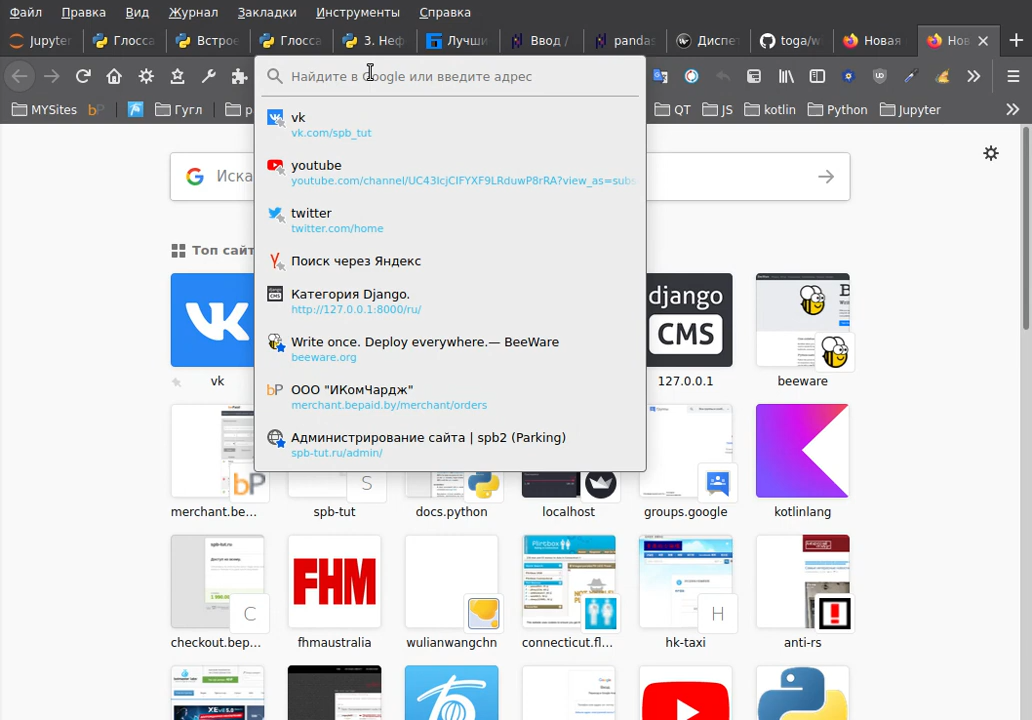 Файл Правка Вид Журнал Закладки Инструменты Справка
Jupyter Глосса Встрое Глосса 3. Неф Лучши Ввод / pandas Диспет toga/w Новая Нов
Найдите в Google или введите адрес
MYSites bP Гугл QT JS kotlin Python Jupyter
vk
vk.com/spb_tut
youtube
youtube.com/channel/UC43IcjCIFYXF9LRduwP8rRA?view_as=subs
twitter
twitter.com/home
Поиск через Яндекс
Категория Django.
http://127.0.0.1:8000/ru/
Write once. Deploy everywhere.— BeeWare
beeware.org
bP ООО "ИКомЧардж"
merchant.bepaid.by/merchant/orders
Администрирование сайта | spb2 (Parking)
spb-tut.ru/admin/
Иска
Топ сайт
django
CMS
vk 127.0.0.1 beeware
bP S
merchant.be... spb-tut docs.python localhost groups.google kotlinlang
C FHM H
checkout.bep... fhmaustralia wulianwangchn connecticut.fl... hk-taxi anti-rs